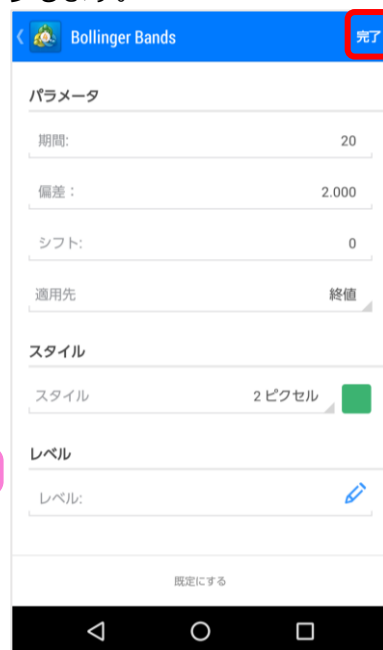 Bollinger Bands 完了
パラメータ
期間: 20
偏差： 2.000
シフト: 0
適用先 終値
スタイル
スタイル 2 ピクセル
レベル
レベル:
既定にする